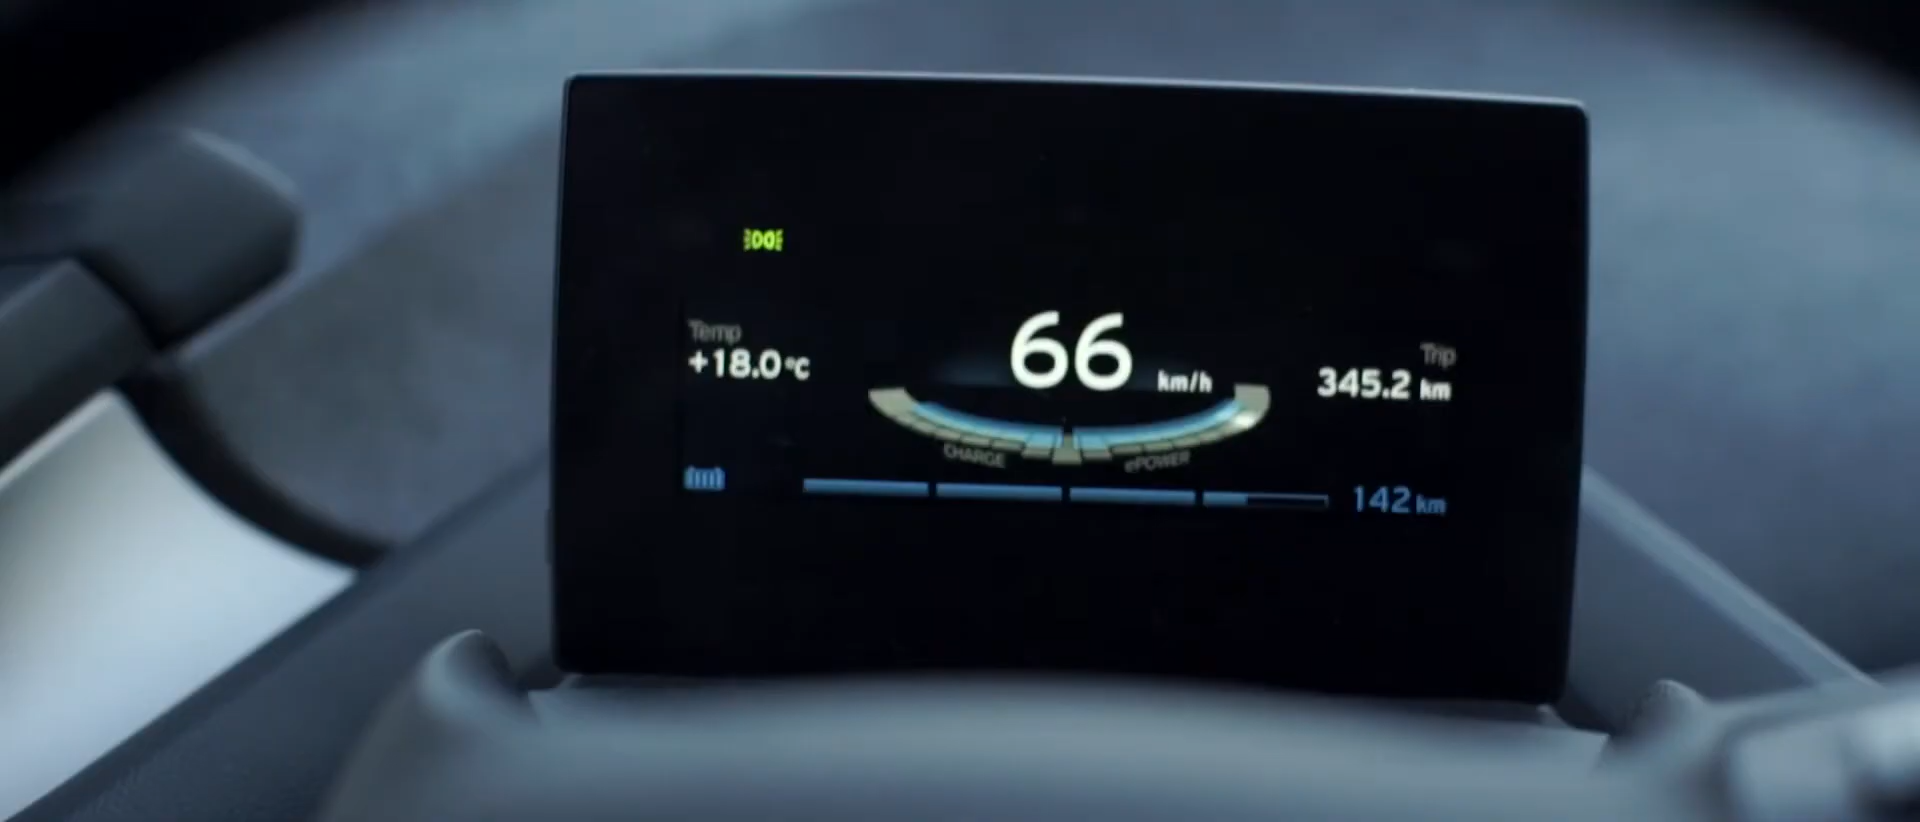 Temp
+18.0°C
66 km/h
Trip
345.2 km
CHARGE
ePOWER
142 km